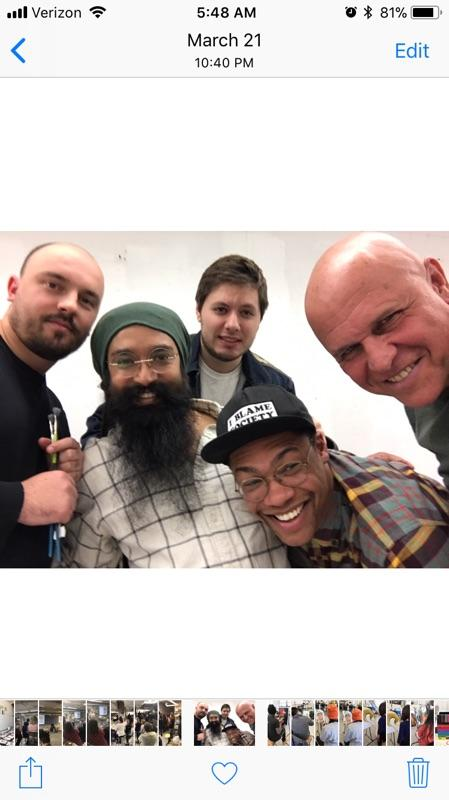 Verizon 5:48 AM 81%
March 21
10:40 PM
Edit
I BLAME
SOCIETY